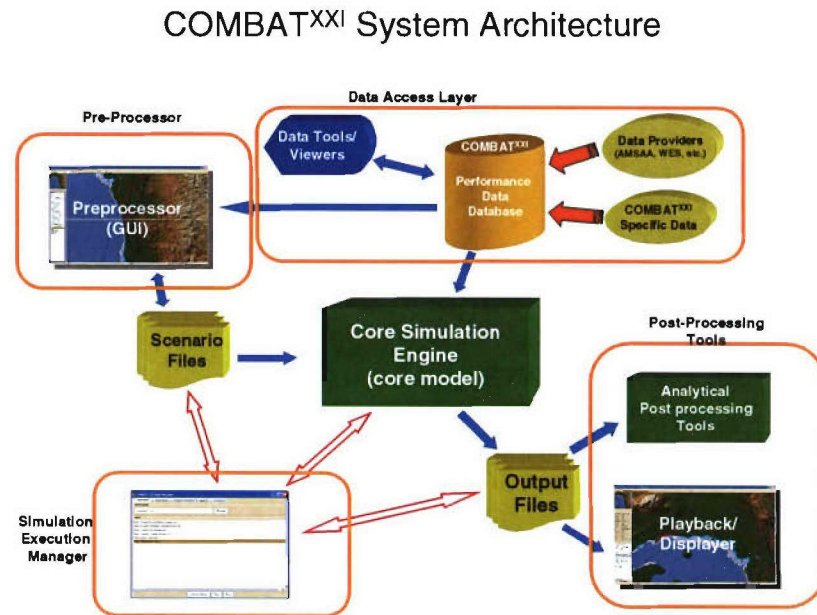 COMBATXXI System Architecture
Data Access Layer
Pre-Processor
Data Tools/
Viewers
COMBATXXI
Performance
Data
Database
Data Providers
(AMSAA, WES, etc.)
COMBATXXI
Specific Data
Preprocessor
(GUI)
Scenario
Files
Core Simulation
Engine
(core model)
Post-Processing
Tools
Analytical
Post processing
Tools
Output
Files
Playback/
Displayer
Simulation
Execution
Manager